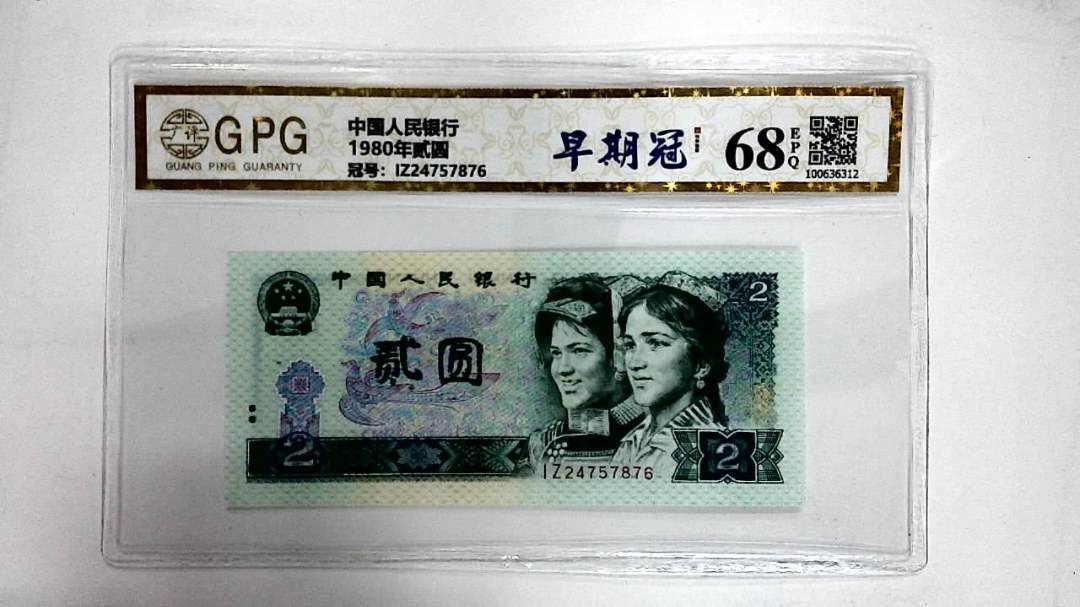 广评 GPG
GUANG PING GUARANTY
中国人民银行
1980年贰圆
冠号：IZ24757876
早期冠
68 EPQ
100636312
中国人民银行
2
贰圆
2
IZ24757876
2